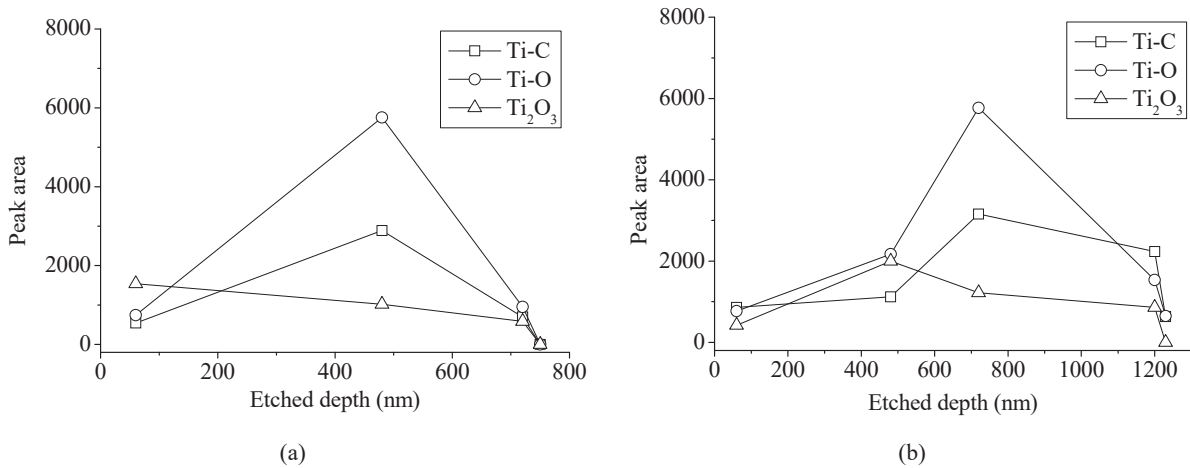 8000
6000
4000
2000
0
Peak area
0 200 400 600 800
Etched depth (nm)
Ti-C
Ti-O
Ti₂O₃
(a)
8000
6000
4000
2000
0
Peak area
0 200 400 600 800 1000 1200
Etched depth (nm)
Ti-C
Ti-O
Ti₂O₃
(b)